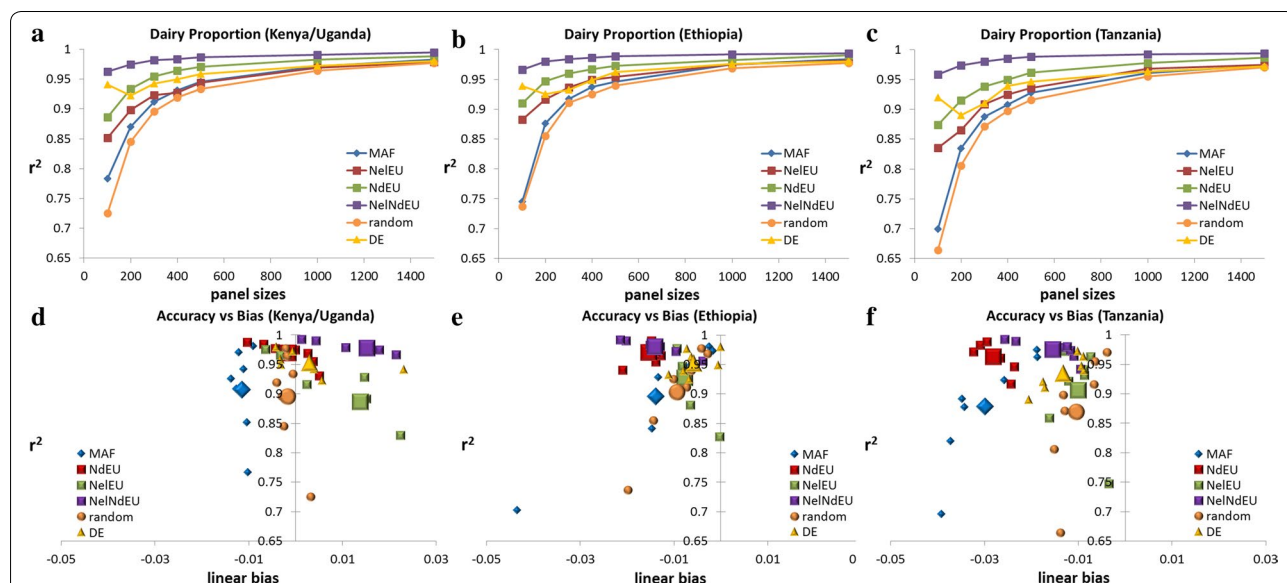 a
Dairy Proportion (Kenya/Uganda)
1
0.95
0.9
0.85
0.8
0.75
0.7
0.65
r²
0 200 400 600 800 1000 1200 1400
panel sizes
MAF
NelEU
NdEU
NelNdEU
random
DE
b
Dairy Proportion (Ethiopia)
1
0.95
0.9
0.85
0.8
0.75
0.7
0.65
r²
0 200 400 600 800 1000 1200 1400
panel sizes
MAF
NelEU
NdEU
NelNdEU
random
DE
c
Dairy Proportion (Tanzania)
1
0.95
0.9
0.85
0.8
0.75
0.7
0.65
r²
0 200 400 600 800 1000 1200 1400
panel sizes
MAF
NelEU
NdEU
NelNdEU
random
DE
d
Accuracy vs Bias (Kenya/Uganda)
1
0.9
0.85
0.8
0.75
0.7
0.65
r²
MAF
NdEU
NelEU
NelNdEU
random
DE
-0.05 -0.03 -0.01 0.01 0.03
linear bias
e
Accuracy vs Bias (Ethiopia)
1
0.95
0.9
0.85
0.8
0.75
0.7
0.65
r²
MAF
NdEU
NelEU
NelNdEU
random
DE
-0.05 -0.03 -0.01 0.01 0
linear bias
f
Accuracy vs Bias (Tanzania)
1
0.95
0.9
0.85
0.8
0.75
0.7
0.65
r²
MAF
NdEU
NelEU
NelNdEU
random
DE
-0.05 -0.03 -0.01 0.01 0.03
linear bias